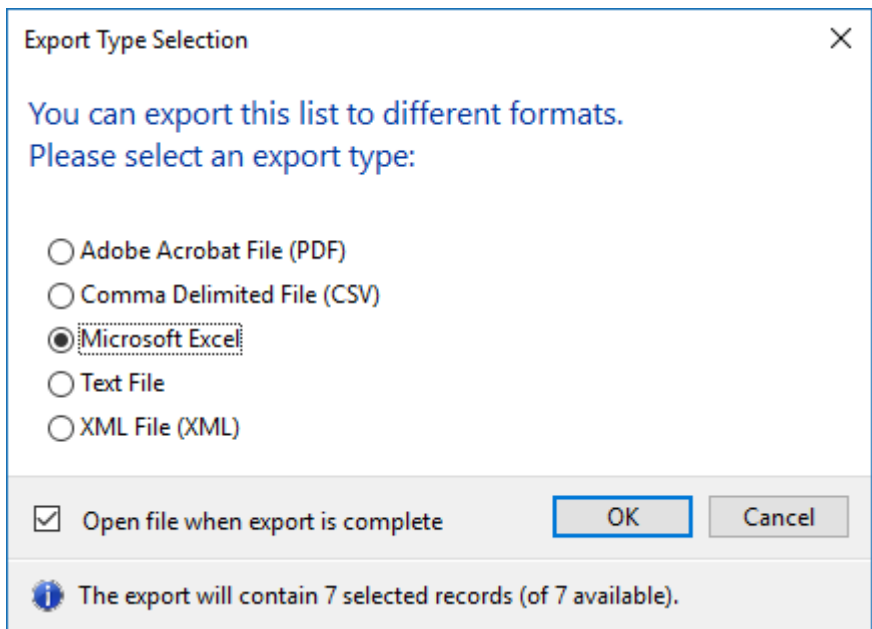 Export Type Selection
You can export this list to different formats.
Please select an export type:
Adobe Acrobat File (PDF)
Comma Delimited File (CSV)
Microsoft Excel
Text File
XML File (XML)
Open file when export is complete
OK
Cancel
The export will contain 7 selected records (of 7 available).